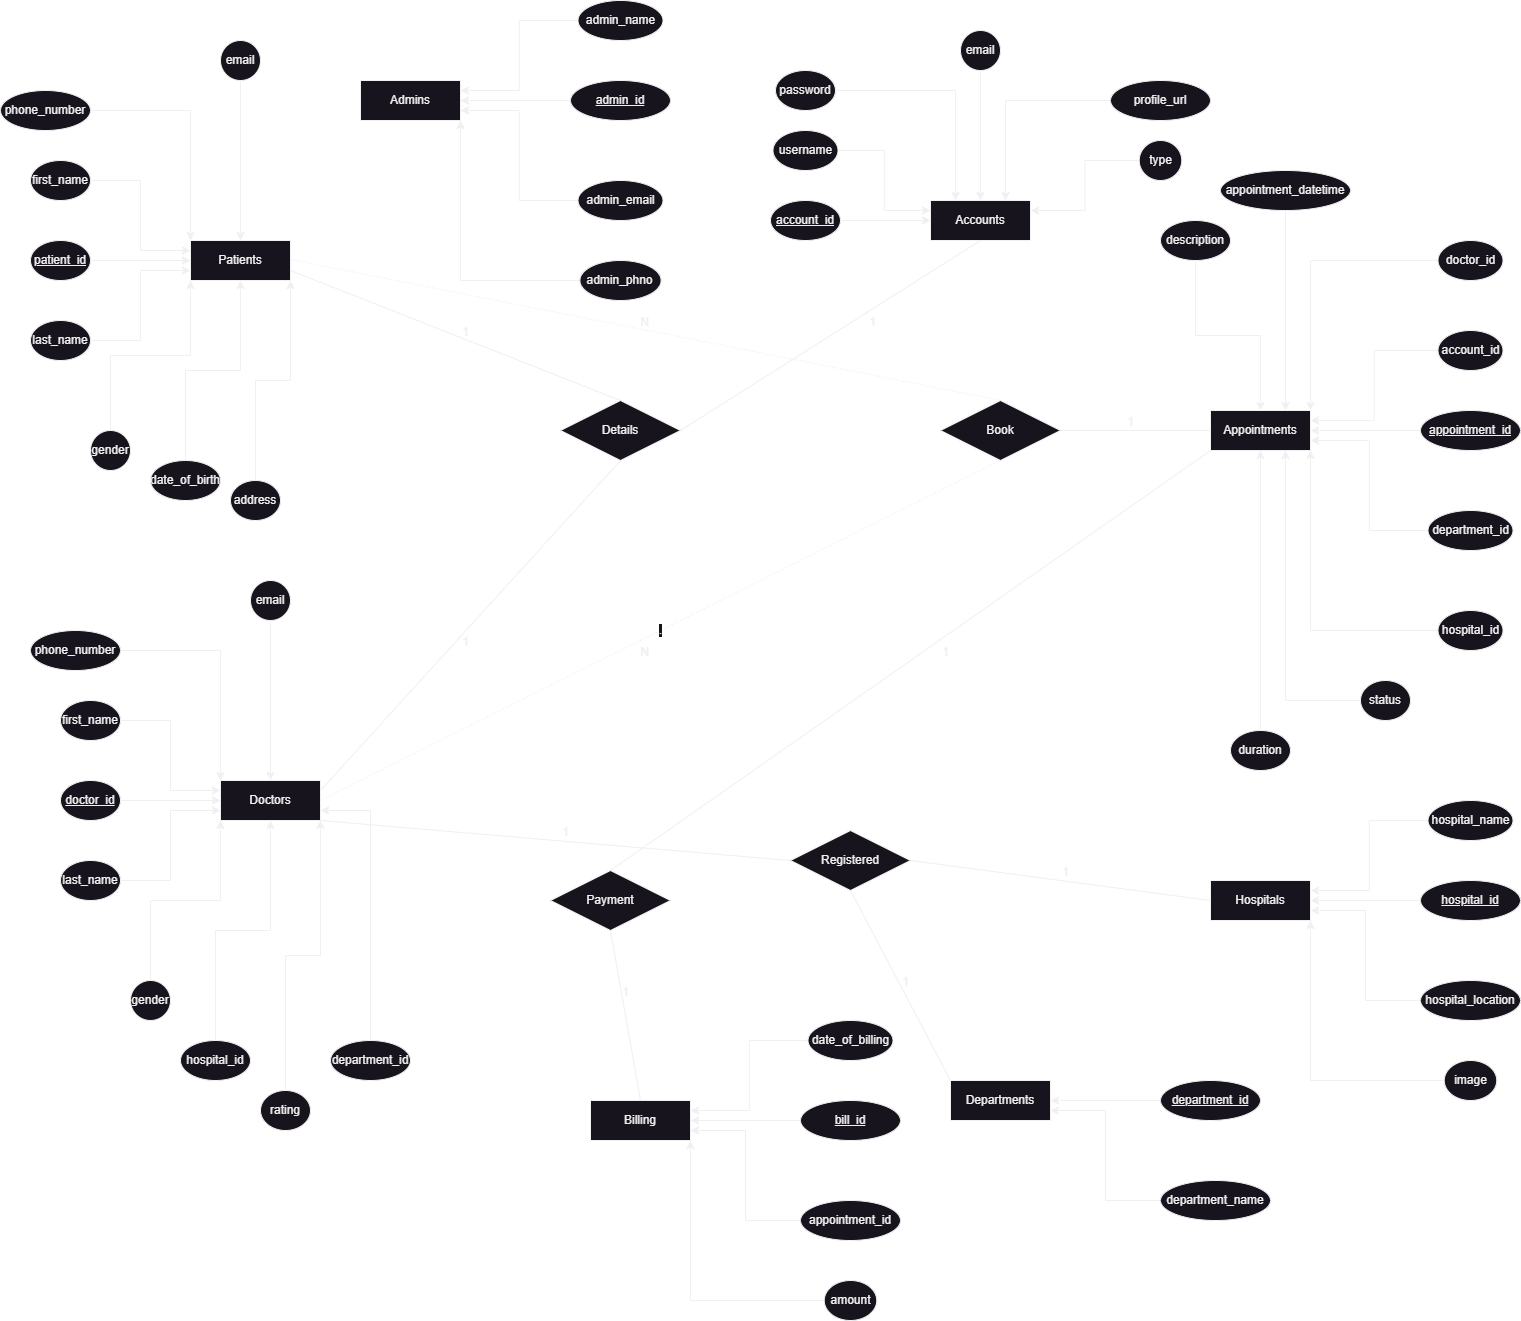 admin_name
email
email
Admins
password
admin_id
profile_url
phone_number
username
type
first_name
admin_email
account_id
Accounts
appointment_datetime
description
patient_id
Patients
admin_phno
doctor_id
N
1
1
last_name
account_id
gender
Details
Book
1
Appointments
appointment_id
date_of_birth
address
department_id
email
hospital_id
phone_number
1
N
1
first_name
status
duration
doctor_id
Doctors
hospital_name
1
last_name
Registered
1
Payment
Hospitals
hospital_id
gender
1
1
hospital_location
hospital_id
department_id
date_of_billing
image
rating
Billing
bill_id
Departments
department_id
department_name
appointment_id
amount